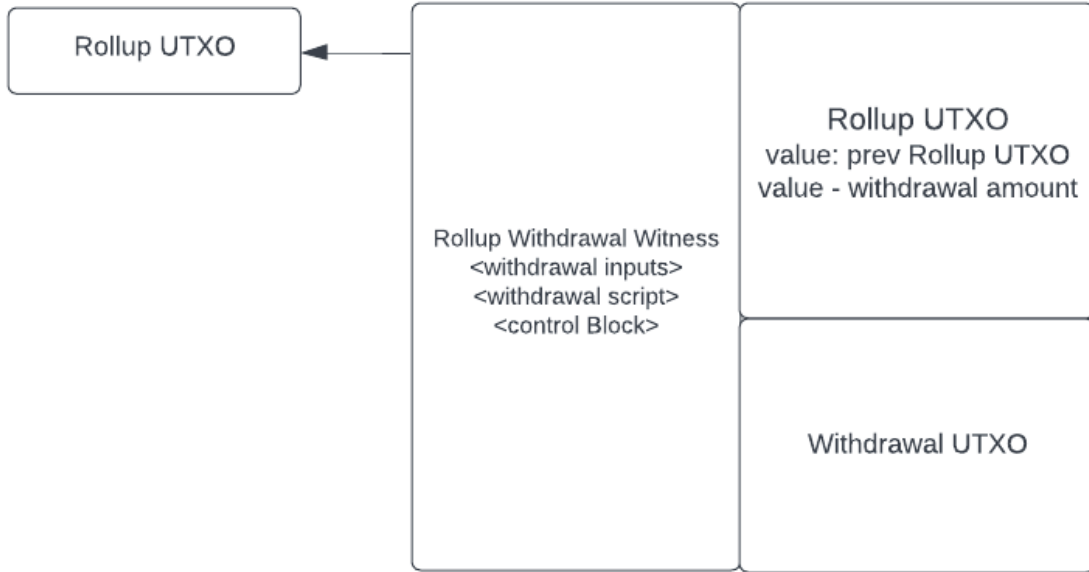 Rollup UTXO
Rollup Withdrawal Witness
<withdrawal inputs>
<withdrawal script>
<control Block>
Rollup UTXO
value: prev Rollup UTXO
value - withdrawal amount
Withdrawal UTXO